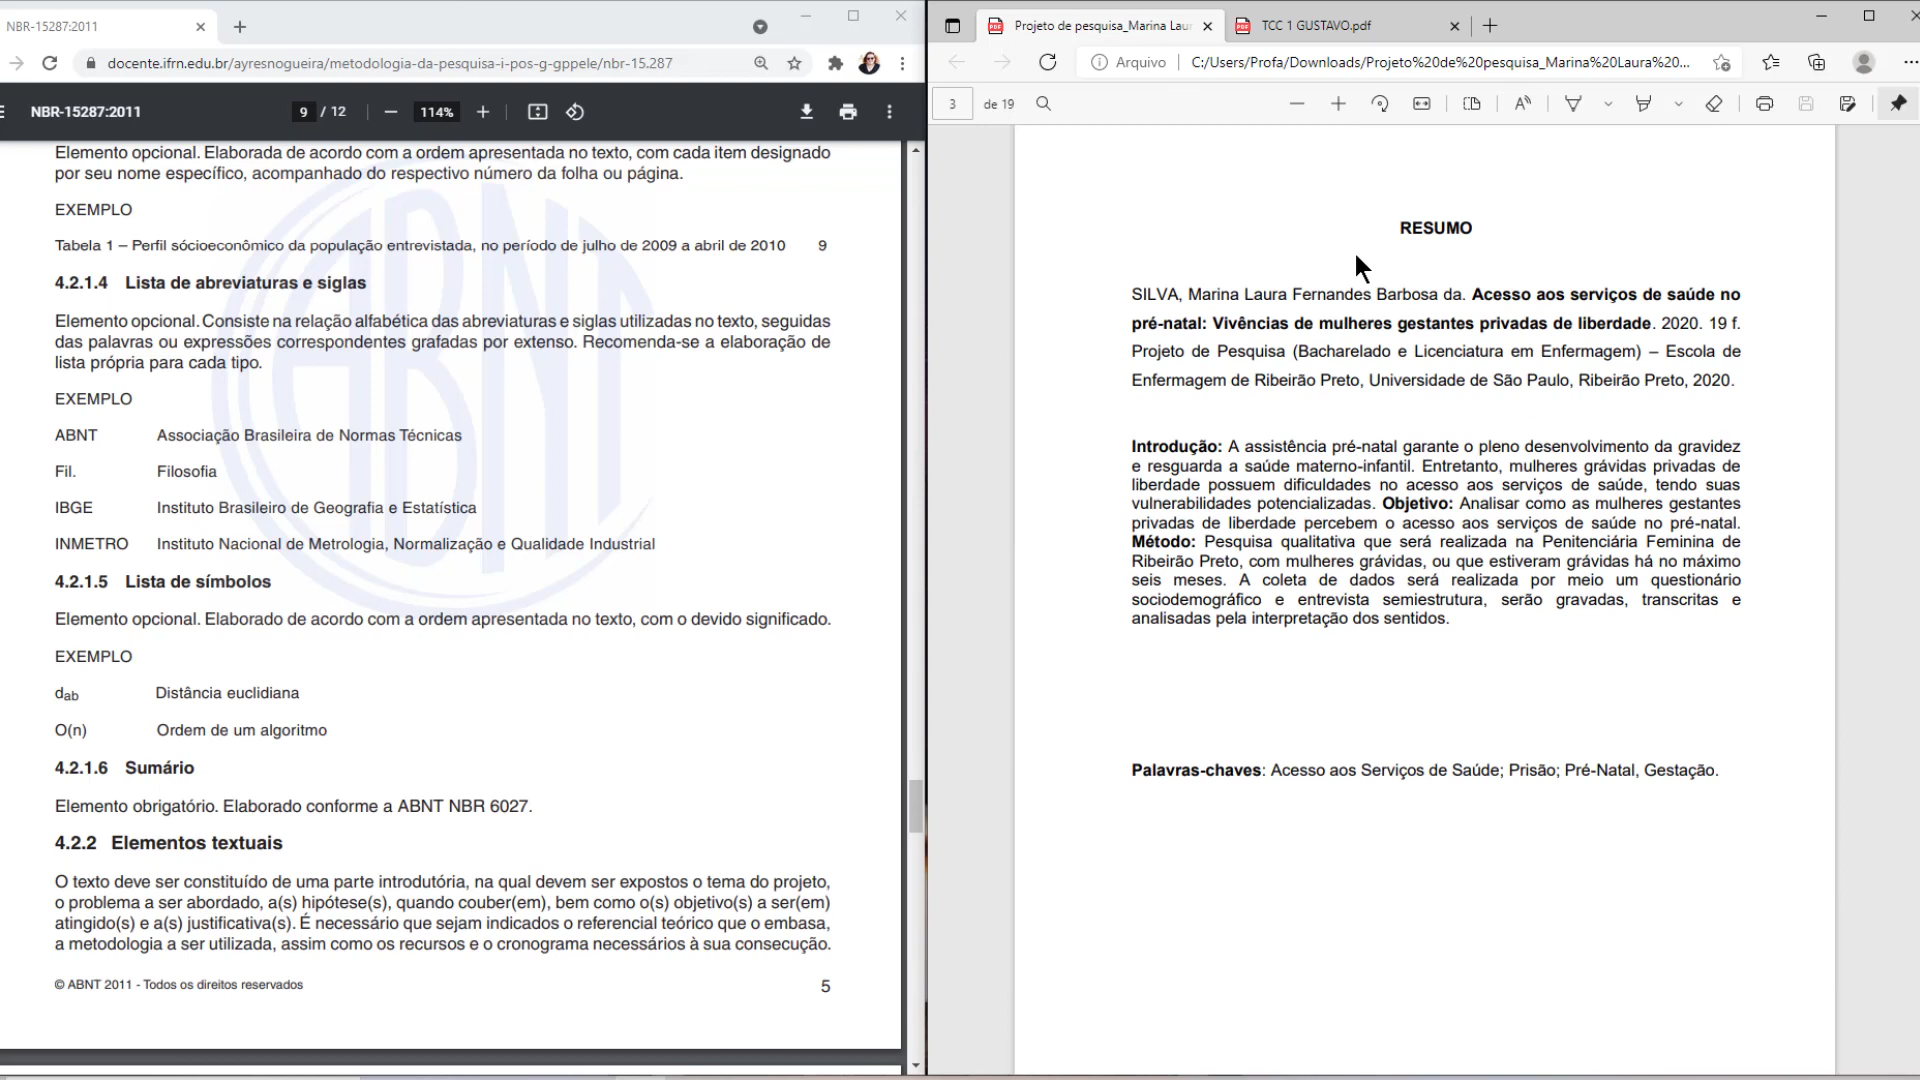 NBR-15287:2011
docente.ifrn.edu.br/ayresnogueira/metodologia-da-pesquisa-i-pos-g-gppele/nbr-15.287
NBR-15287:2011
9 / 12
114%
Elemento opcional. Elaborada de acordo com a ordem apresentada no texto, com cada item designado
por seu nome específico, acompanhado do respectivo número da folha ou página.
EXEMPLO
Tabela 1 – Perfil sócioeconômico da população entrevistada, no período de julho de 2009 a abril de 2010 9
4.2.1.4 Lista de abreviaturas e siglas
Elemento opcional. Consiste na relação alfabética das abreviaturas e siglas utilizadas no texto, seguidas
das palavras ou expressões correspondentes grafadas por extenso. Recomenda-se a elaboração de
lista própria para cada tipo.
EXEMPLO
ABNT Associação Brasileira de Normas Técnicas
Fil. Filosofia
IBGE Instituto Brasileiro de Geografia e Estatística
INMETRO Instituto Nacional de Metrologia, Normalização e Qualidade Industrial
4.2.1.5 Lista de símbolos
Elemento opcional. Elaborado de acordo com a ordem apresentada no texto, com o devido significado.
EXEMPLO
dab Distância euclidiana
O(n) Ordem de um algoritmo
4.2.1.6 Sumário
Elemento obrigatório. Elaborado conforme a ABNT NBR 6027.
4.2.2 Elementos textuais
O texto deve ser constituído de uma parte introdutória, na qual devem ser expostos o tema do projeto,
o problema a ser abordado, a(s) hipótese(s), quando couber(em), bem como o(s) objetivo(s) a ser(em)
atingido(s) e a(s) justificativa(s). É necessário que sejam indicados o referencial teórico que o embasa,
a metodologia a ser utilizada, assim como os recursos e o cronograma necessários à sua consecução.
© ABNT 2011 - Todos os direitos reservados
5
ABNT
Projeto de pesquisa_Marina Lau
TCC 1 GUSTAVO.pdf
Arquivo
C:/Users/Profa/Downloads/Projeto%20de%20pesquisa_Marina%20Laura%20...
3 de 19
RESUMO
SILVA, Marina Laura Fernandes Barbosa da. Acesso aos serviços de saúde no
pré-natal: Vivências de mulheres gestantes privadas de liberdade. 2020. 19 f.
Projeto de Pesquisa (Bacharelado e Licenciatura em Enfermagem) – Escola de
Enfermagem de Ribeirão Preto, Universidade de São Paulo, Ribeirão Preto, 2020.
Introdução: A assistência pré-natal garante o pleno desenvolvimento da gravidez
e resguarda a saúde materno-infantil. Entretanto, mulheres grávidas privadas de
liberdade possuem dificuldades no acesso aos serviços de saúde, tendo suas
vulnerabilidades potencializadas. Objetivo: Analisar como as mulheres gestantes
privadas de liberdade percebem o acesso aos serviços de saúde no pré-natal.
Método: Pesquisa qualitativa que será realizada na Penitenciária Feminina de
Ribeirão Preto, com mulheres grávidas, ou que estiveram grávidas há no máximo
seis meses. A coleta de dados será realizada por meio um questionário
sociodemográfico e entrevista semiestrutura, serão gravadas, transcritas e
analisadas pela interpretação dos sentidos.
Palavras-chaves: Acesso aos Serviços de Saúde; Prisão; Pré-Natal, Gestação.